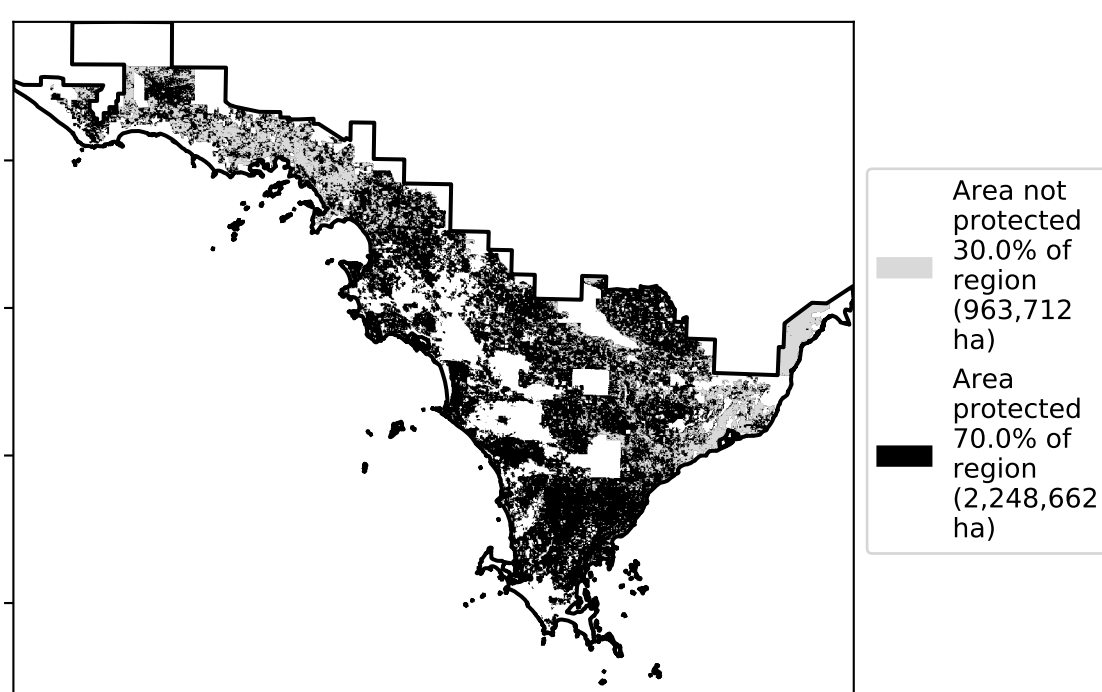 Area not
protected
30.0% of
region
(963,712
ha)
Area
protected
70.0% of
region
(2,248,662
ha)